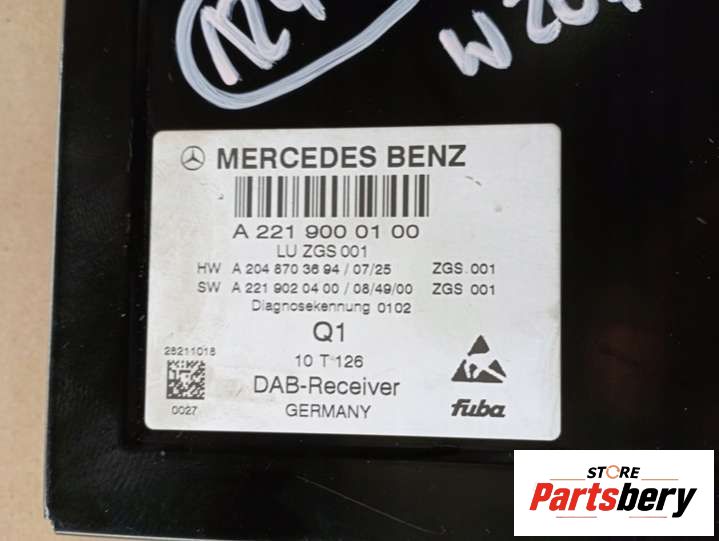 MERCEDES BENZ
A 221 900 01 00
LU ZGS 001
HW A 204 870 36 94 / 07/25 ZGS 001
SW A 221 902 04 00 / 08/49/00 ZGS 001
Diagnosekennung 0102
Q1
28211018
10 T 126
DAB-Receiver
0027
GERMANY
fuba
STORE
Partsbery